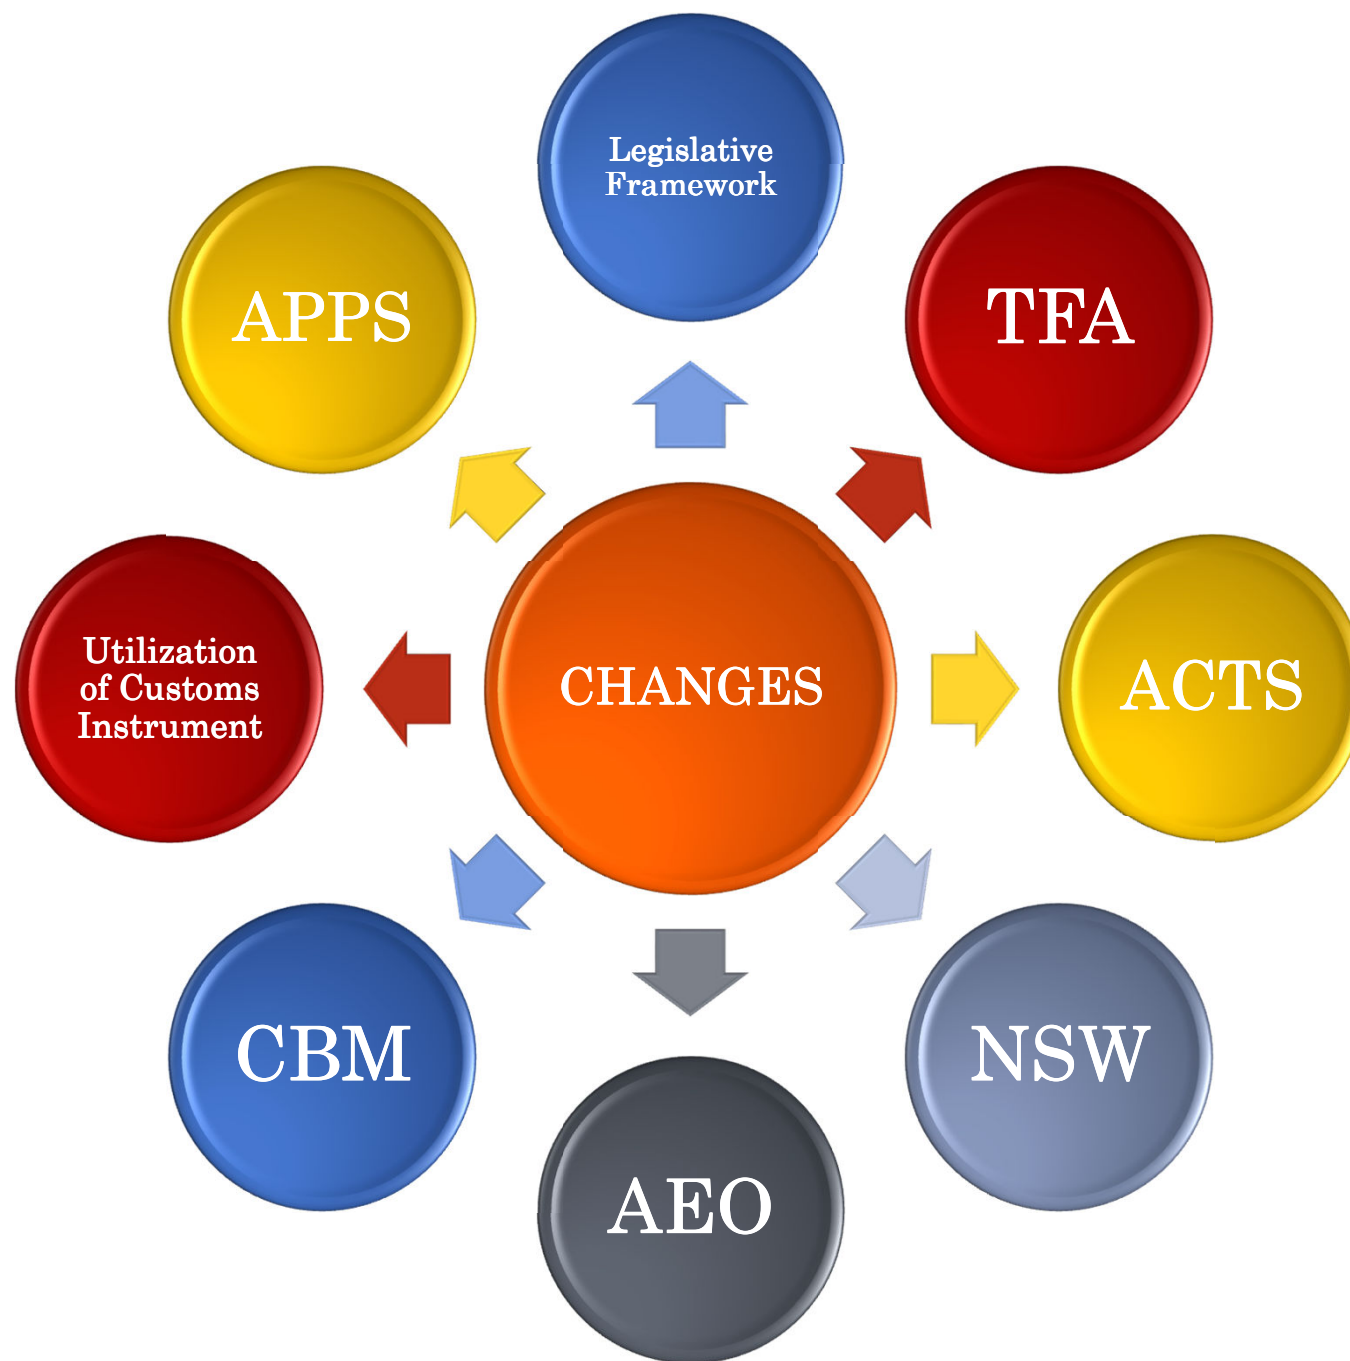 Legislative
Framework
APPS
TFA
Utilization
of Customs
Instrument
CHANGES
ACTS
CBM
NSW
AEO